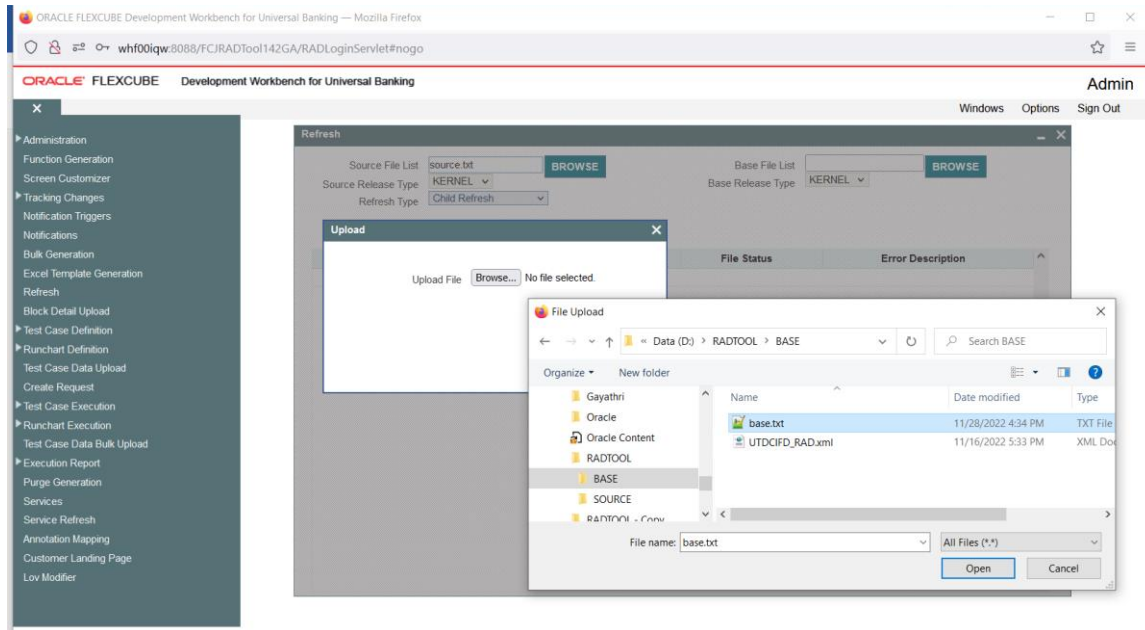 ORACLE FLEXCUBE Development Workbench for Universal Banking — Mozilla Firefox
whf00iqw:8088/FCJRADTool142GA/RADLoginServlet#nogo
ORACLE FLEXCUBE Development Workbench for Universal Banking Admin
Windows Options Sign Out
Administration
Function Generation
Screen Customizer
Tracking Changes
Notification Triggers
Notifications
Bulk Generation
Excel Template Generation
Refresh
Block Detail Upload
Test Case Definition
Runchart Definition
Test Case Data Upload
Create Request
Test Case Execution
Runchart Execution
Test Case Data Bulk Upload
Execution Report
Purge Generation
Services
Service Refresh
Annotation Mapping
Customer Landing Page
Lov Modifier
Refresh
Source File List source.txt BROWSE Base File List BROWSE
Source Release Type KERNEL Base Release Type KERNEL
Refresh Type Child Refresh
File Status Error Description
Upload
Upload File Browse... No file selected.
File Upload
« Data (D:) > RADTOOL > BASE Search BASE
Organize New folder
Gayathri
Oracle
Oracle Content
RADTOOL
BASE
SOURCE
RADTOOL - Copy
Name Date modified Type
base.txt 11/28/2022 4:34 PM TXT File
UTDCIFD_RAD.xml 11/16/2022 5:33 PM XML Do
File name: base.txt All Files (*.*)
Open Cancel